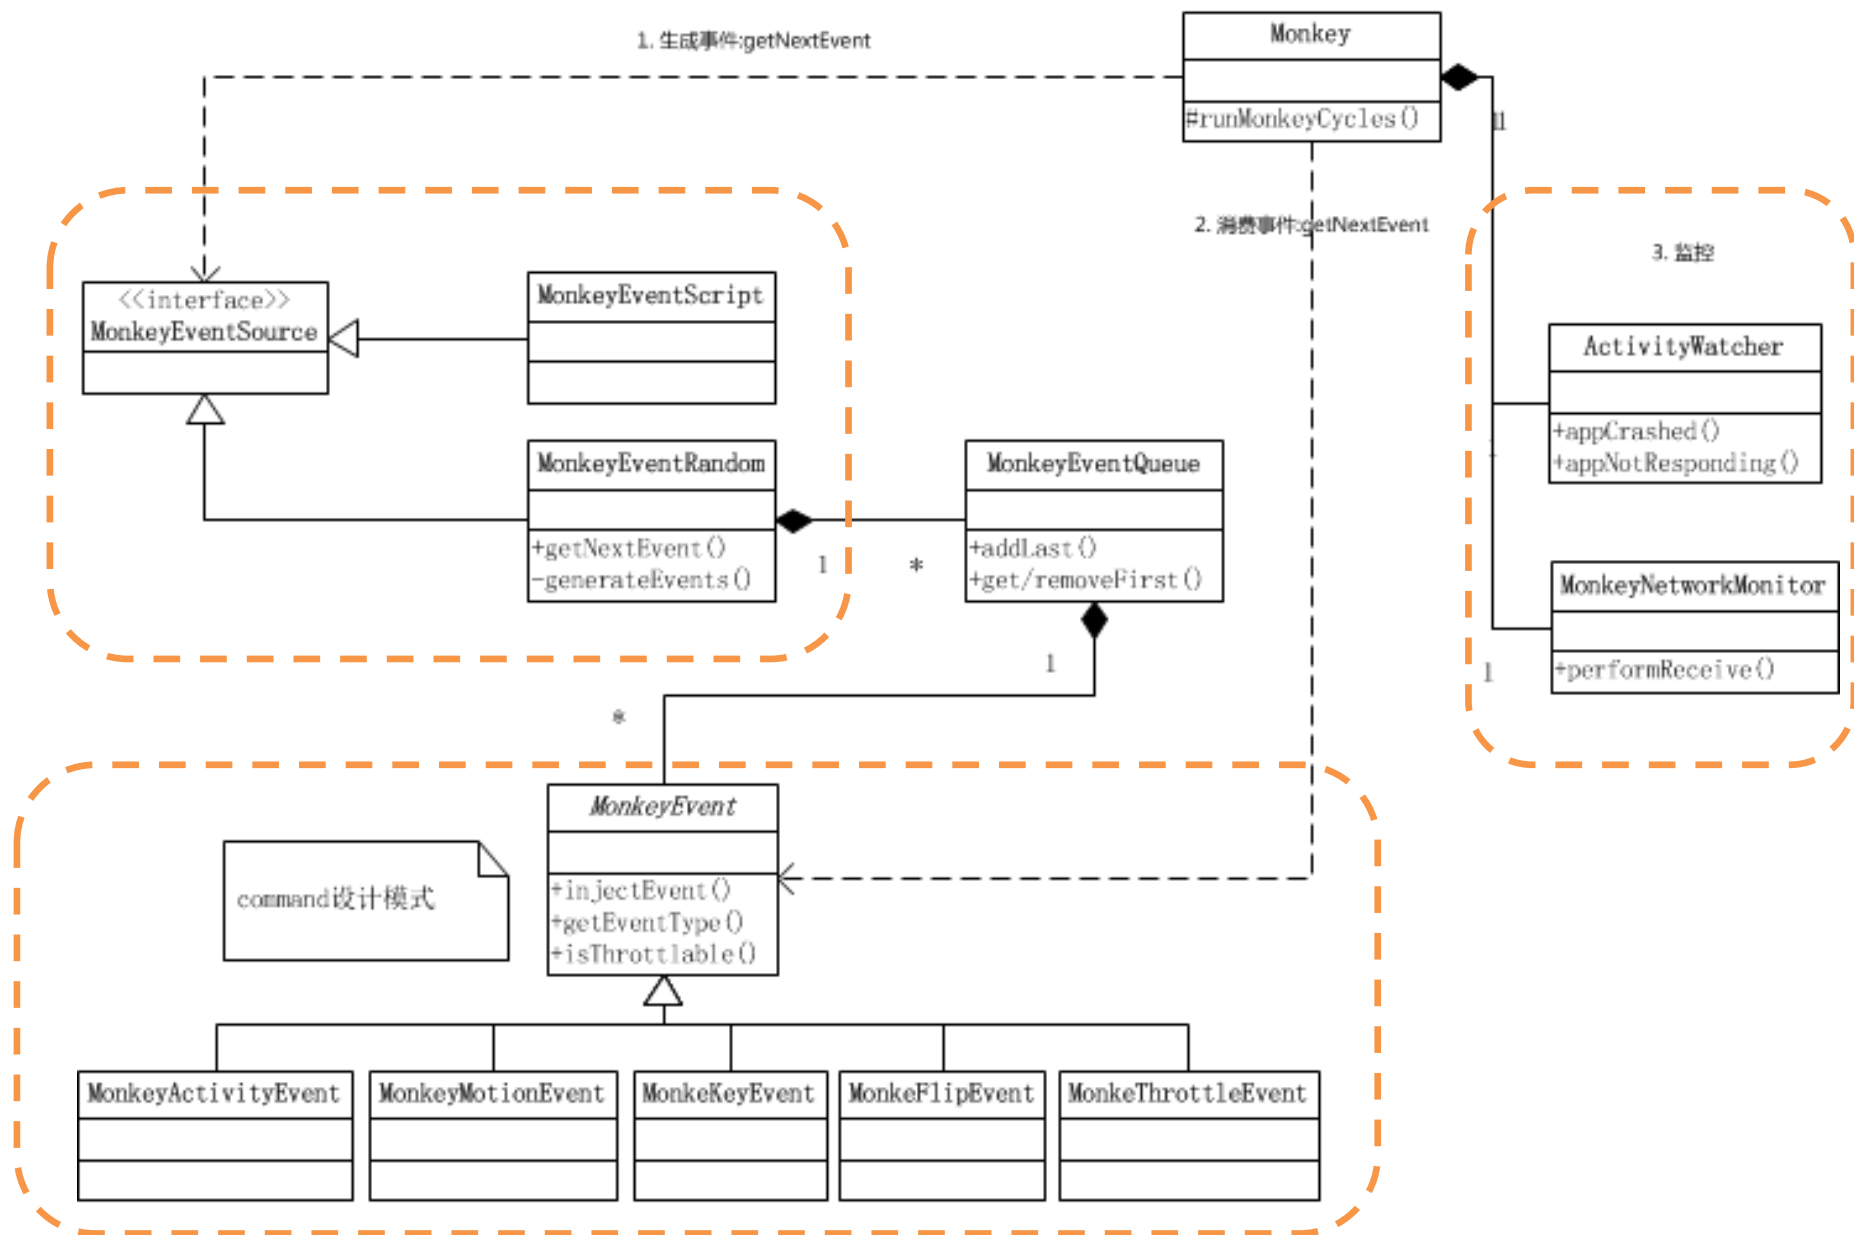 1. 生成事件:getNextEvent
Monkey
#runMonkeyCycles()
11
2. 消费事件:getNextEvent
3. 监控
<<interface>>
MonkeyEventSource
MonkeyEventScript
ActivityWatcher
+appCrashed()
+appNotResponding()
1
MonkeyEventRandom
+getNextEvent()
-generateEvents()
1
*
MonkeyEventQueue
+addLast()
+get/removeFirst()
MonkeyNetworkMonitor
+performReceive()
1
1
*
MonkeyEvent
+injectEvent()
+getEventType()
+isThrottlable()
command设计模式
MonkeyActivityEvent
MonkeyMotionEvent
MonkeKeyEvent
MonkeFlipEvent
MonkeThrottleEvent